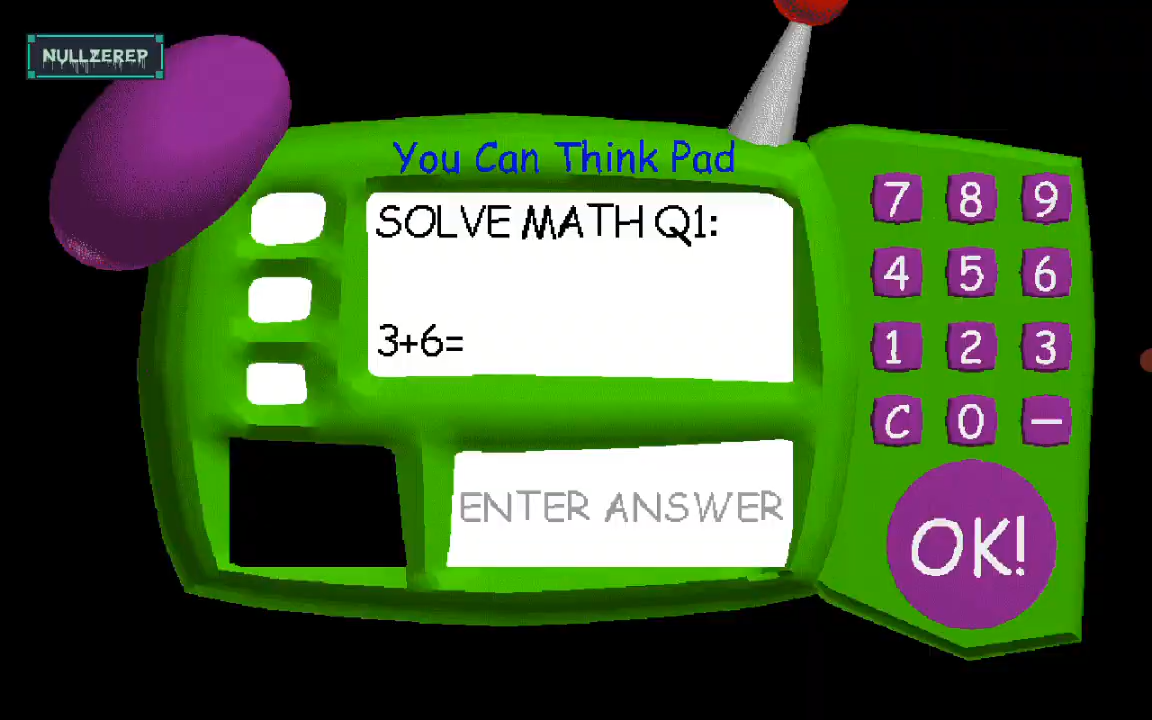 NULLZEREP
You Can Think Pad
SOLVE MATH Q1:
3+6=
ENTER ANSWER
7 8 9
4 5 6
1 2 3
C 0 —
OK!